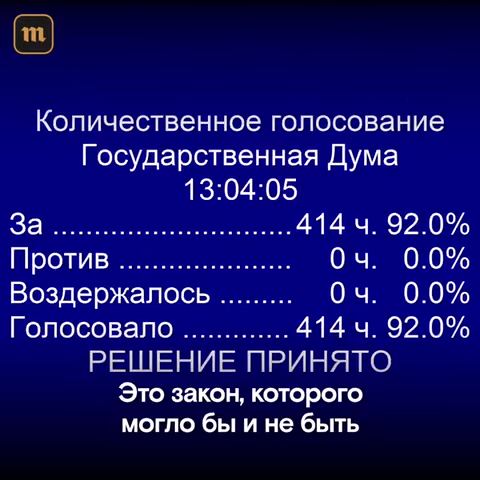 m
Количественное голосование
Государственная Дума
13:04:05
За ............................. 414 ч. 92.0%
Против ..................... 0 ч. 0.0%
Воздержалось ......... 0 ч. 0.0%
Голосовало ............. 414 ч. 92.0%
РЕШЕНИЕ ПРИНЯТО
Это закон, которого
могло бы и не быть